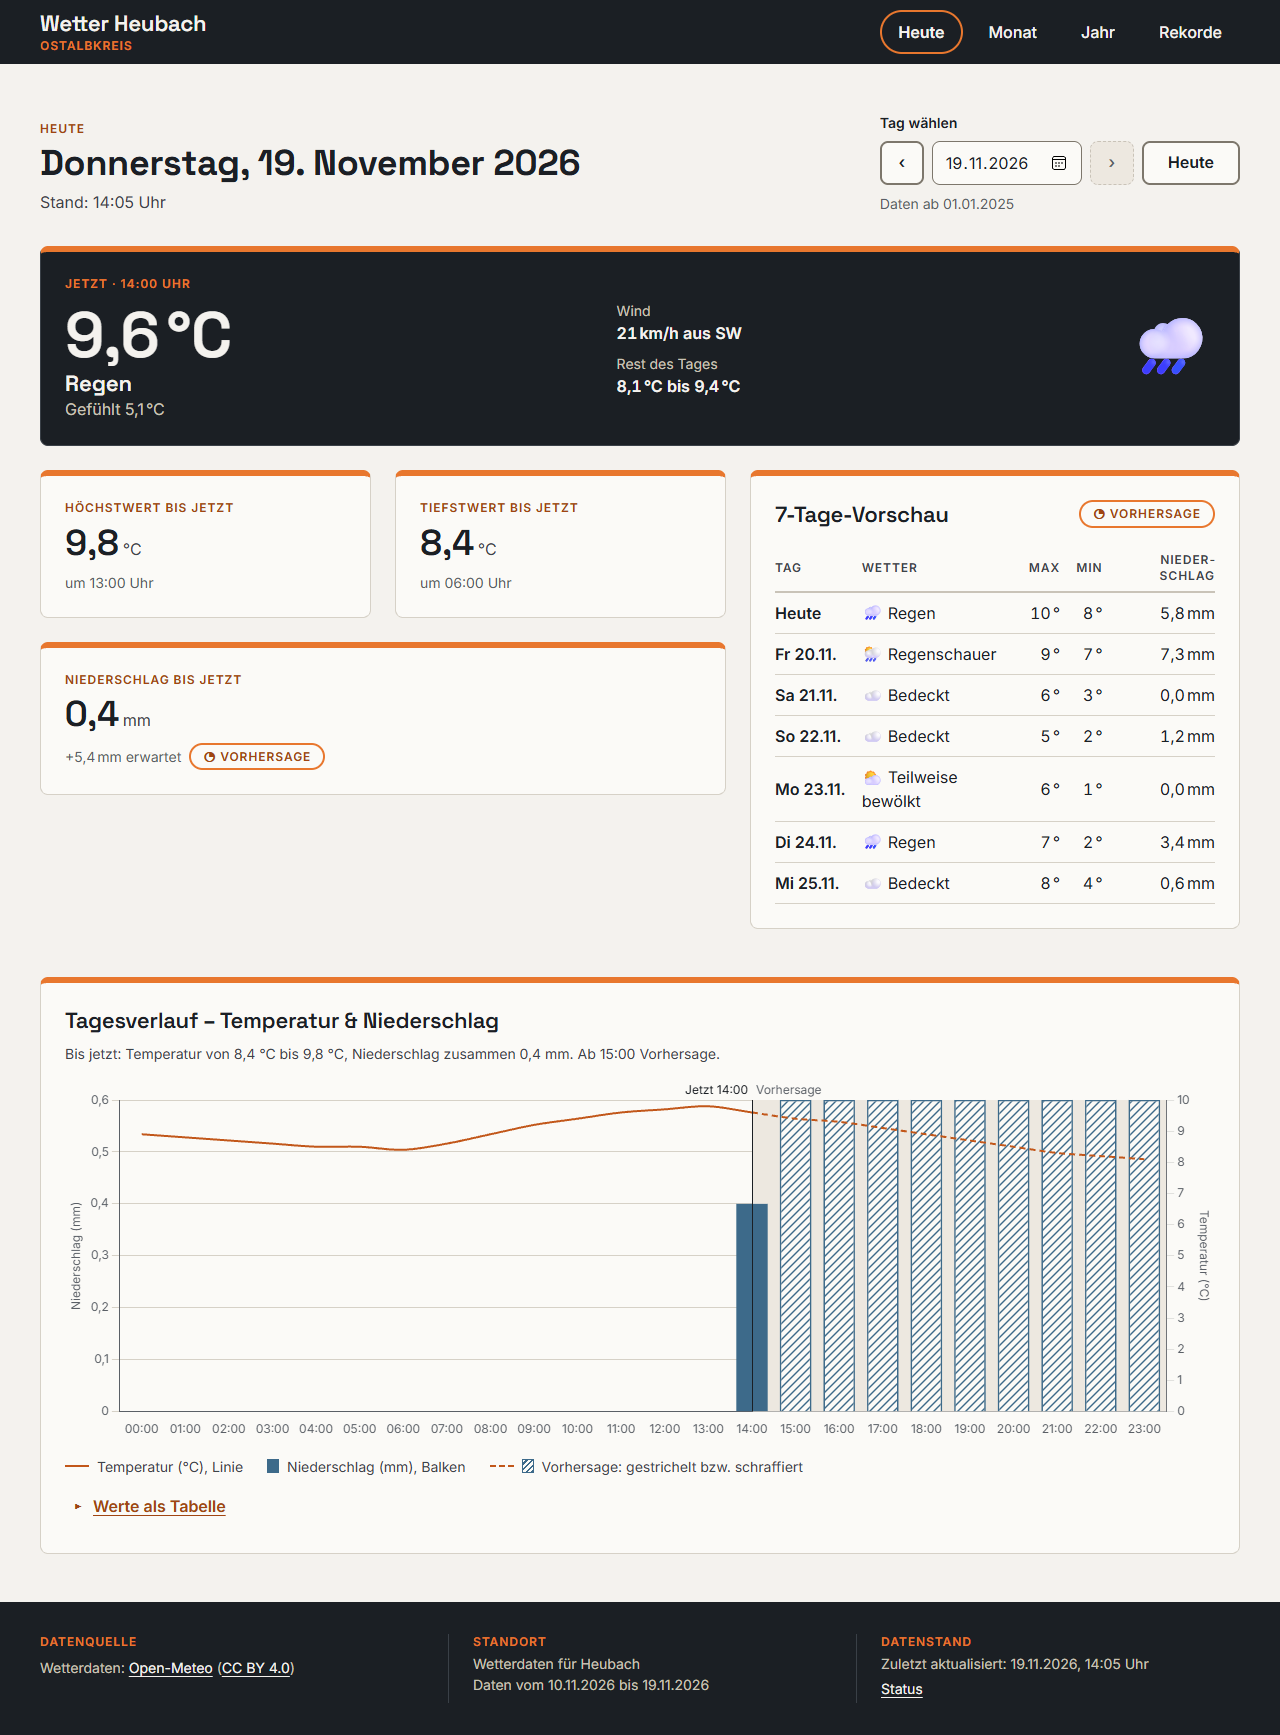 Wetter Heubach
OSTALBKREIS
Heute Monat Jahr Rekorde
HEUTE
Donnerstag, 19. November 2026
Stand: 14:05 Uhr
Tag wählen
‹ 19.11.2026 › Heute
Daten ab 01.01.2025
JETZT · 14:00 UHR
9,6 °C
Regen
Gefühlt 5,1 °C
Wind
21 km/h aus SW
Rest des Tages
8,1 °C bis 9,4 °C
HÖCHSTWERT BIS JETZT
9,8 °C
um 13:00 Uhr
TIEFSTWERT BIS JETZT
8,4 °C
um 06:00 Uhr
NIEDERSCHLAG BIS JETZT
0,4 mm
+5,4 mm erwartet VORHERSAGE
7-Tage-Vorschau VORHERSAGE
TAG WETTER MAX MIN NIEDER-
SCHLAG
Heute Regen 10 ° 8 ° 5,8 mm
Fr 20.11. Regenschauer 9 ° 7 ° 7,3 mm
Sa 21.11. Bedeckt 6 ° 3 ° 0,0 mm
So 22.11. Bedeckt 5 ° 2 ° 1,2 mm
Mo 23.11. Teilweise
bewölkt 6 ° 1 ° 0,0 mm
Di 24.11. Regen 7 ° 2 ° 3,4 mm
Mi 25.11. Bedeckt 8 ° 4 ° 0,6 mm
Tagesverlauf – Temperatur & Niederschlag
Bis jetzt: Temperatur von 8,4 °C bis 9,8 °C, Niederschlag zusammen 0,4 mm. Ab 15:00 Vorhersage.
Jetzt 14:00 Vorhersage
Niederschlag (mm)
0,6
0,5
0,4
0,3
0,2
0,1
0
10
9
8
7
6
5
4
3
2
1
0
Temperatur (°C)
00:00 01:00 02:00 03:00 04:00 05:00 06:00 07:00 08:00 09:00 10:00 11:00 12:00 13:00 14:00 15:00 16:00 17:00 18:00 19:00 20:00 21:00 22:00 23:00
Temperatur (°C), Linie Niederschlag (mm), Balken Vorhersage: gestrichelt bzw. schraffiert
▸ Werte als Tabelle
DATENQUELLE
Wetterdaten: Open-Meteo (CC BY 4.0)
STANDORT
Wetterdaten für Heubach
Daten vom 10.11.2026 bis 19.11.2026
DATENSTAND
Zuletzt aktualisiert: 19.11.2026, 14:05 Uhr
Status